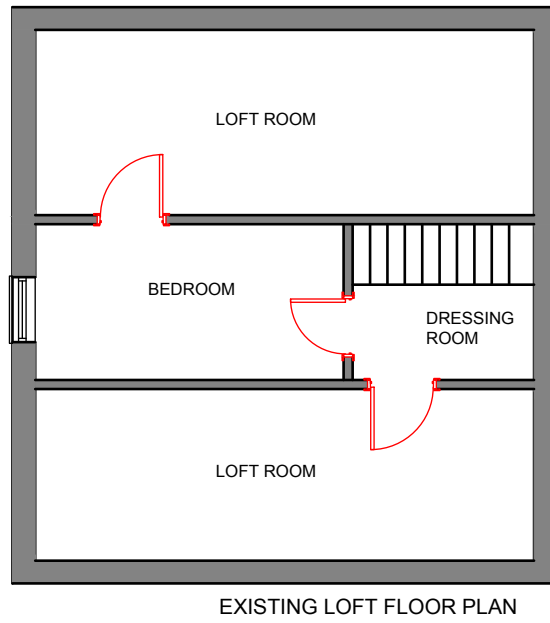 LOFT ROOM
BEDROOM
DRESSING
ROOM
LOFT ROOM
EXISTING LOFT FLOOR PLAN